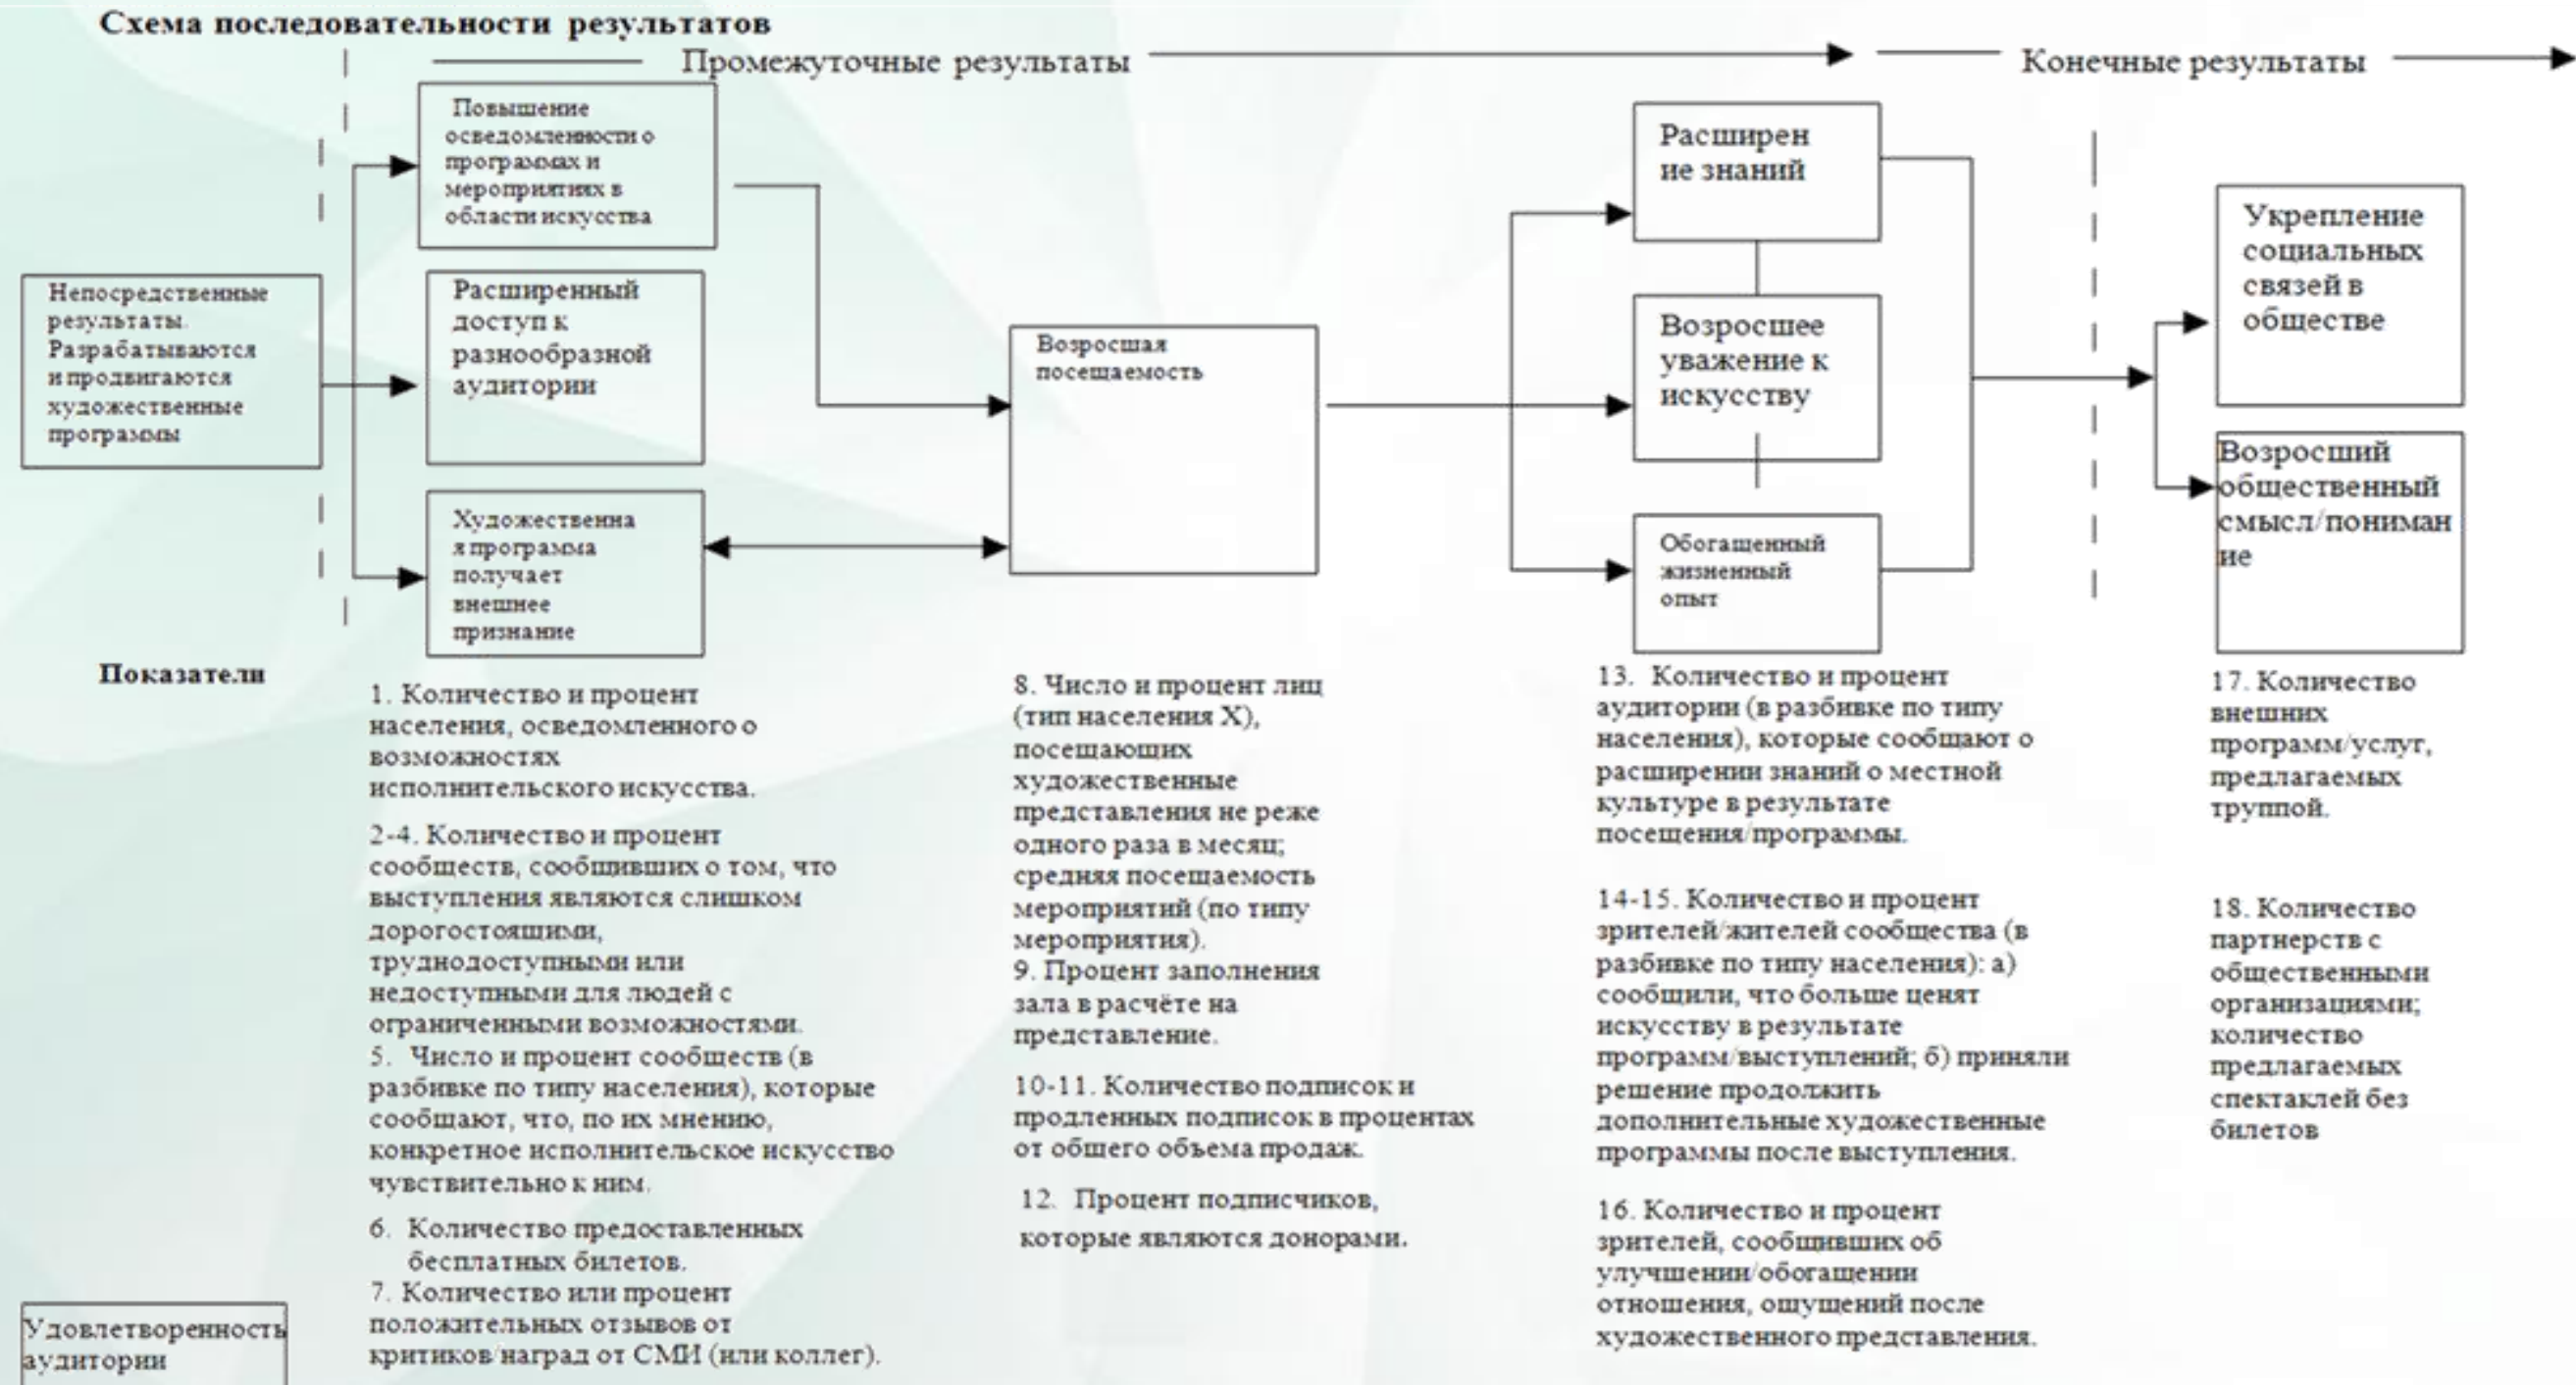 Схема последовательности результатов
Промежуточные результаты
Конечные результаты
Непосредственные
результаты.
Разрабатываются
и продвигаются
художественные
программы
Повышение
осведомленности о
программах и
мероприятиях в
области искусства
Расширенный
доступ к
разнообразной
аудитории
Художественна
я программа
получает
внешнее
признание
Возросшая
посещаемость
Расширен
ие знаний
Возросшее
уважение к
искусству
Обогащенный
жизненный
опыт
Укрепление
социальных
связей в
обществе
Возросший
общественный
смысл/пониман
ие
Показатели
1. Количество и процент
населения, осведомленного о
возможностях
исполнительского искусства.
2-4. Количество и процент
сообществ, сообщивших о том, что
выступления являются слишком
дорогостоящими,
труднодоступными или
недоступными для людей с
ограниченными возможностями.
5. Число и процент сообществ (в
разбивке по типу населения), которые
сообщают, что, по их мнению,
конкретное исполнительское искусство
чувствительно к ним.
6. Количество предоставленных
бесплатных билетов.
7. Количество или процент
положительных отзывов от
критиков/наград от СМИ (или коллег).
8. Число и процент лиц
(тип населения X),
посещающих
художественные
представления не реже
одного раза в месяц;
средняя посещаемость
мероприятий (по типу
мероприятия).
9. Процент заполнения
зала в расчёте на
представление.
10-11. Количество подписок и
продленных подписок в процентах
от общего объема продаж.
12. Процент подписчиков,
которые являются донорами.
13. Количество и процент
аудитории (в разбивке по типу
населения), которые сообщают о
расширении знаний о местной
культуре в результате
посещения/программы.
14-15. Количество и процент
зрителей/жителей сообщества (в
разбивке по типу населения): а)
сообщили, что больше ценят
искусству в результате
программ/выступлений; б) приняли
решение продолжить
дополнительные художественные
программы после выступления.
16. Количество и процент
зрителей, сообщивших об
улучшении/обогащении
отношения, ощущений после
художественного представления.
17. Количество
внешних
программ/услуг,
предлагаемых
труппой.
18. Количество
партнерств с
общественными
организациями;
количество
предлагаемых
спектаклей без
билетов
Удовлетворенность
аудитории